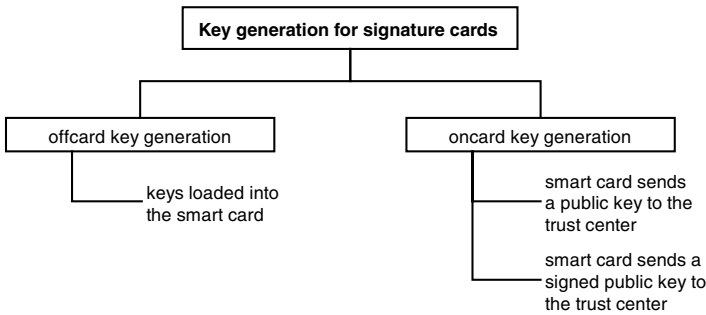 Key generation for signature cards
offcard key generation
oncard key generation
keys loaded into
the smart card
smart card sends
a public key to the
trust center
smart card sends a
signed public key to
the trust center